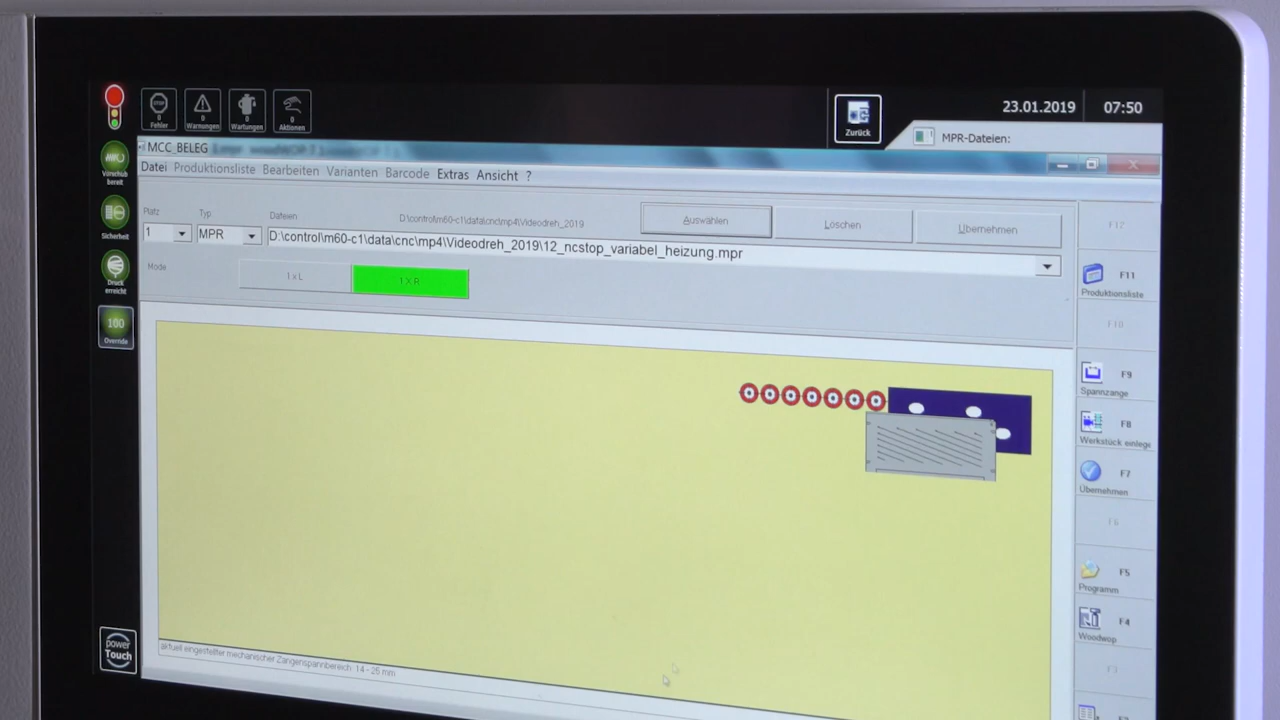 23.01.2019 07:50
STOP
0
Fehler
0
Warnungen
0
Wartungen
0
Aktionen
Zurück
MPR-Dateien:
MCC_BELEG
Datei Produktionsliste Bearbeiten Varianten Barcode Extras Ansicht ?
Vorschub
bereit
Sicherheit
Druck
erreicht
100
Override
power
Touch
Platz
1
Typ
MPR
Dateien
D:\control\m60-c1\data\cnc\mp4\Videodreh_2019
D:\control\m60-c1\data\cnc\mp4\Videodreh_2019\12_ncstop_variabel_heizung.mpr
Auswählen
Löschen
Übernehmen
Mode
1 x L
1 X R
F12
F11
Produktionsliste
F10
F9
Spannzange
F8
Werkstück einlege
F7
Übernehmen
F6
F5
Programm
F4
Woodwop
F3
aktuell eingestellter mechanischer Zangenspannbereich: 14 - 25 mm